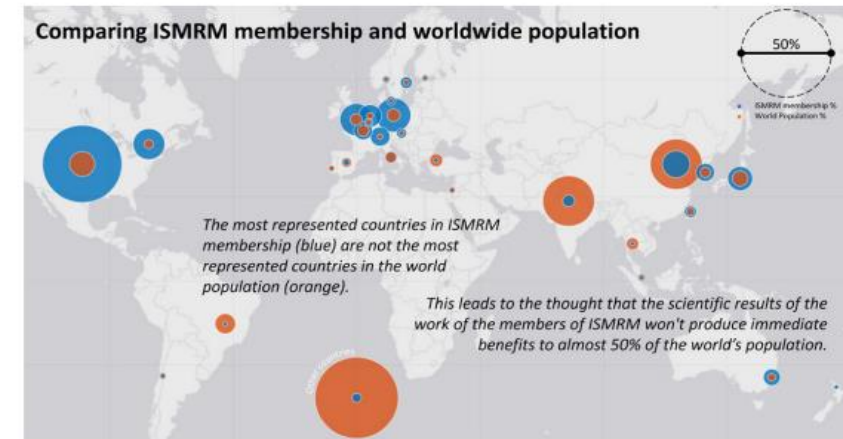 Comparing ISMRM membership and worldwide population
50%
ISMRM membership %
World Population %
The most represented countries in ISMRM
membership (blue) are not the most
represented countries in the world
population (orange).
This leads to the thought that the scientific results of the
work of the members of ISMRM won't produce immediate
benefits to almost 50% of the world's population.
Other countries